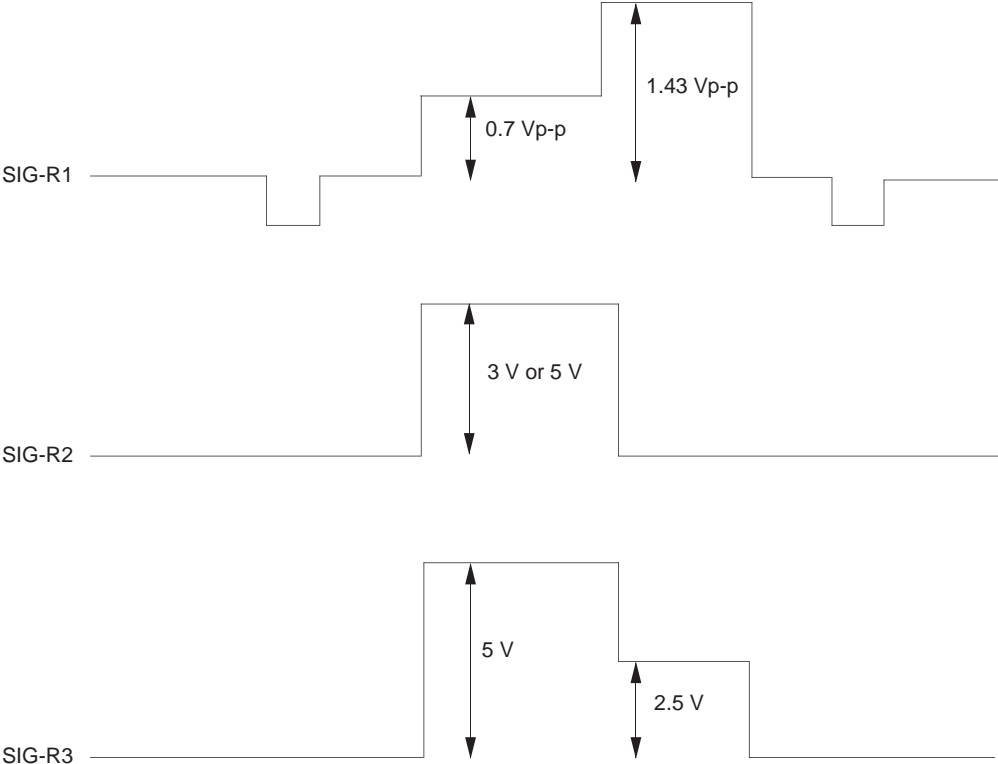 1.43 Vp-p
0.7 Vp-p
SIG-R1
3 V or 5 V
SIG-R2
5 V
2.5 V
SIG-R3